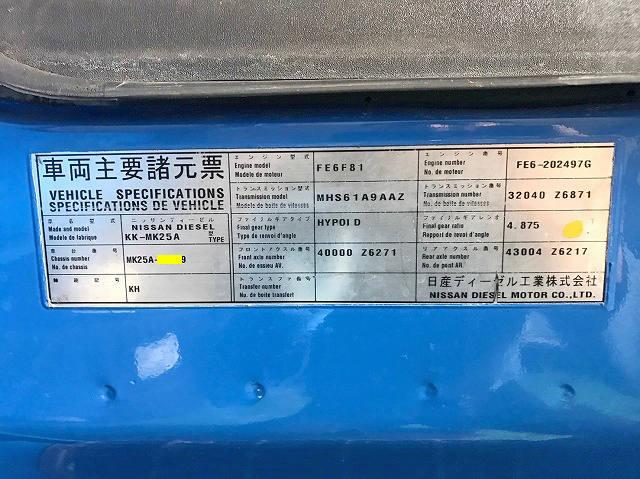 車両主要諸元票
VEHICLE SPECIFICATIONS
SPECIFICATIONS DE VEHICLE
車名型式
Made and model
Modele de fabrique
ニッサンディーゼル
NISSAN DIESEL
KK-MK25A 型式 TYPE
車台番号
Chassis number
No. de chassis
MK25A- 9
軸距記号
KH
エンジン型式
Engine model
Modele de moteur
FE6F81
トランスミッション型式
Transmission model
Modele de boite de vitesses
MHS61A9AAZ
ファイナルギアタイプ
Final gear type
Type de renvoi d'angle
HYPOID
フロントアクスル番号
Front axle number
No. de essieu AV.
40000 Z6271
トランスファ番号
Transfer number
No. de boite transfert
エンジン番号
Engine number
No. de moteur
FE6-202497G
トランスミッション番号
Transmission number
No. de boite de vitesses
32040 Z6871
ファイナルギアレシオ
Final gear ratio
Rapport de renvoi d'angle
4.875
リアアクスル番号
Rear axle number
No. de pont AR.
43004 Z6217
日産ディーゼル工業株式会社
NISSAN DIESEL MOTOR CO.,LTD.